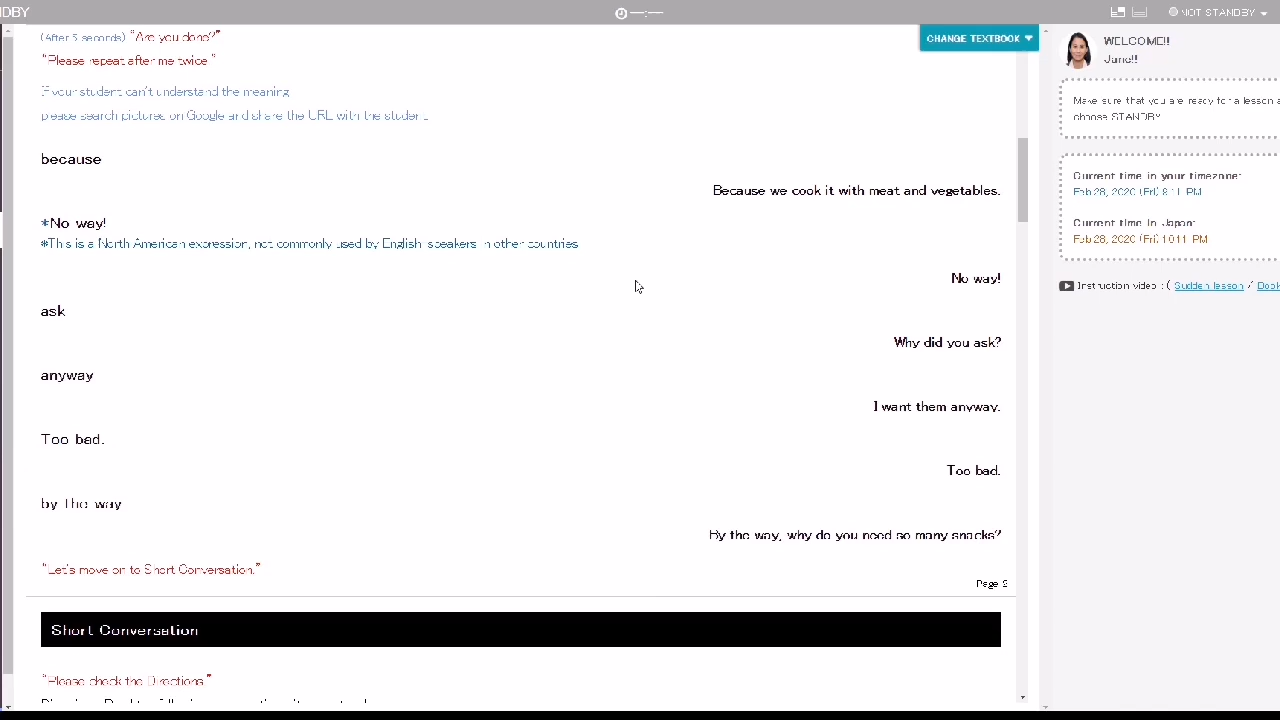 DBY
NOT STANDBY
(After 5 seconds) "Are you done?"
"Please repeat after me twice."
If your student can't understand the meaning,
please search pictures on Google and share the URL with the student.
because
Because we cook it with meat and vegetables.
*No way!
*This is a North American expression, not commonly used by English speakers in other countries
No way!
ask
Why did you ask?
anyway
I want them anyway.
Too bad.
Too bad.
by the way
By the way, why do you need so many snacks?
"Let's move on to Short Conversation."
Page 2
Short Conversation
"Please check the Directions."
CHANGE TEXTBOOK
WELCOME!!
Make sure that you are ready for a lesson a
choose STANDBY
Current time in your timezone:
Feb 28, 2020 (Fri) 9:11 PM
Current time in Japan:
Feb 28, 2020 (Fri) 10:11 PM
Instruction video : ( Sudden lesson / Book